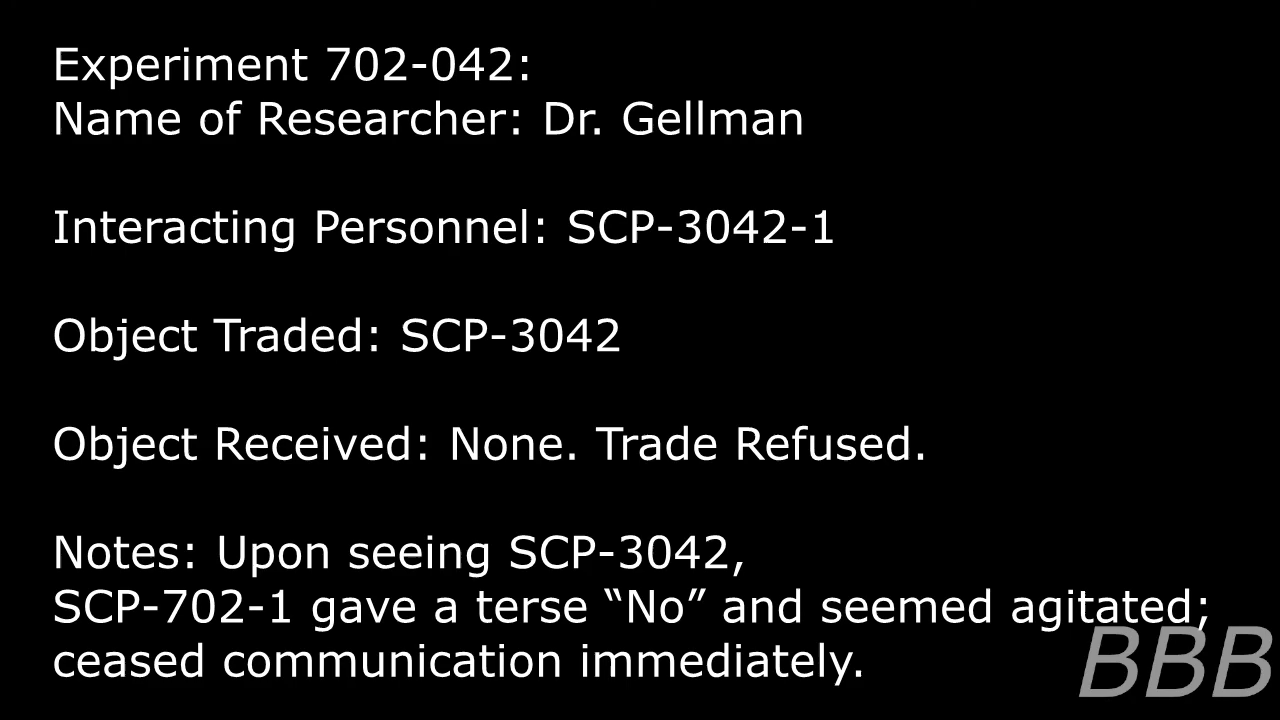 Experiment 702-042:
Name of Researcher: Dr. Gellman
Interacting Personnel: SCP-3042-1
Object Traded: SCP-3042
Object Received: None. Trade Refused.
Notes: Upon seeing SCP-3042,
SCP-702-1 gave a terse “No” and seemed agitated;
ceased communication immediately.
BBB